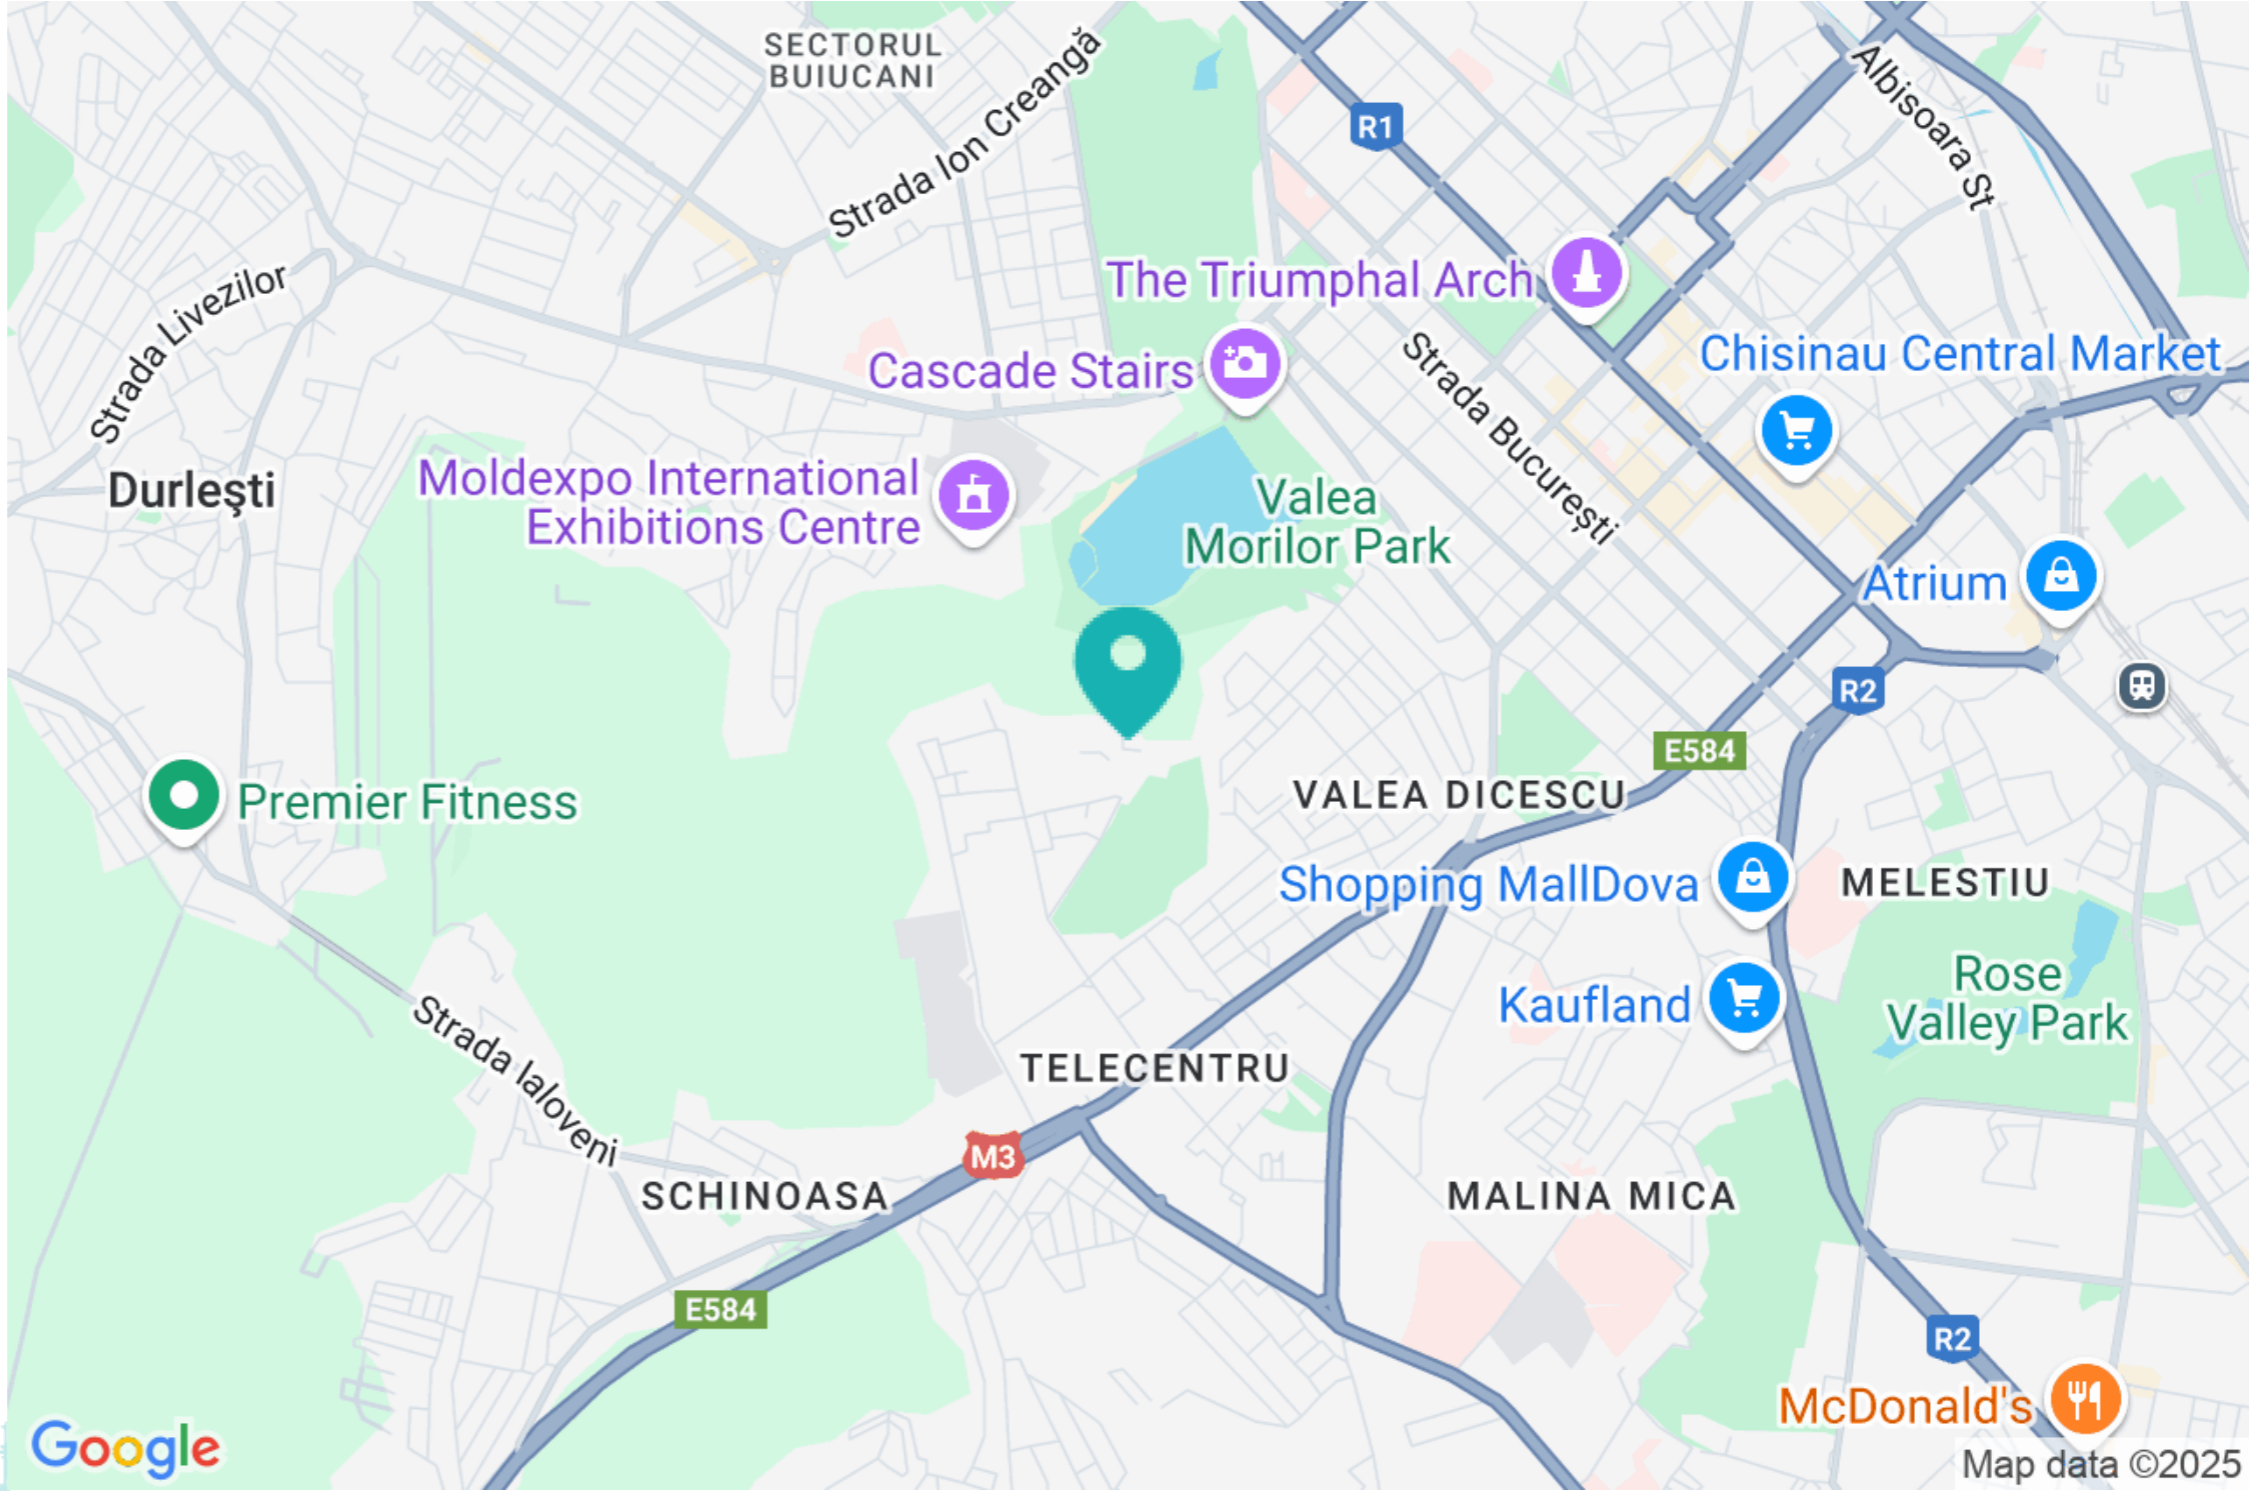 SECTORUL
BUIUCANI
Strada Ion Creangă
R1
Albisoara St
Strada Livezilor
The Triumphal Arch
Cascade Stairs
Strada București
Chisinau Central Market
Durleşti
Moldexpo International
Exhibitions Centre
Valea
Morilor Park
Atrium
R2
E584
Premier Fitness
VALEA DICESCU
Shopping MallDova
MELESTIU
Kaufland
Rose
Valley Park
Strada Ialoveni
TELECENTRU
M3
SCHINOASA
MALINA MICA
E584
R2
McDonald's
Google
Map data ©2025